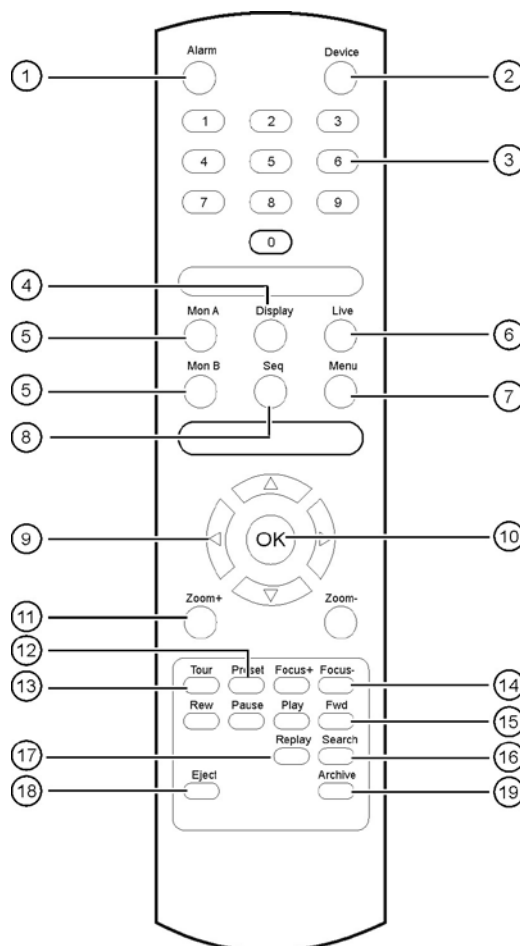 Alarm Device
1 2
1 2 3
4 5 6 3
7 8 9
0
4
Mon A Display Live
5 6
Mon B Seq Menu
5 7
8
9 OK 10
Zoom+ Zoom-
11
12
Tour Preset Focus+ Focus-
13 14
Rew Pause Play Fwd
15
Replay Search
17 16
Eject Archive
18 19